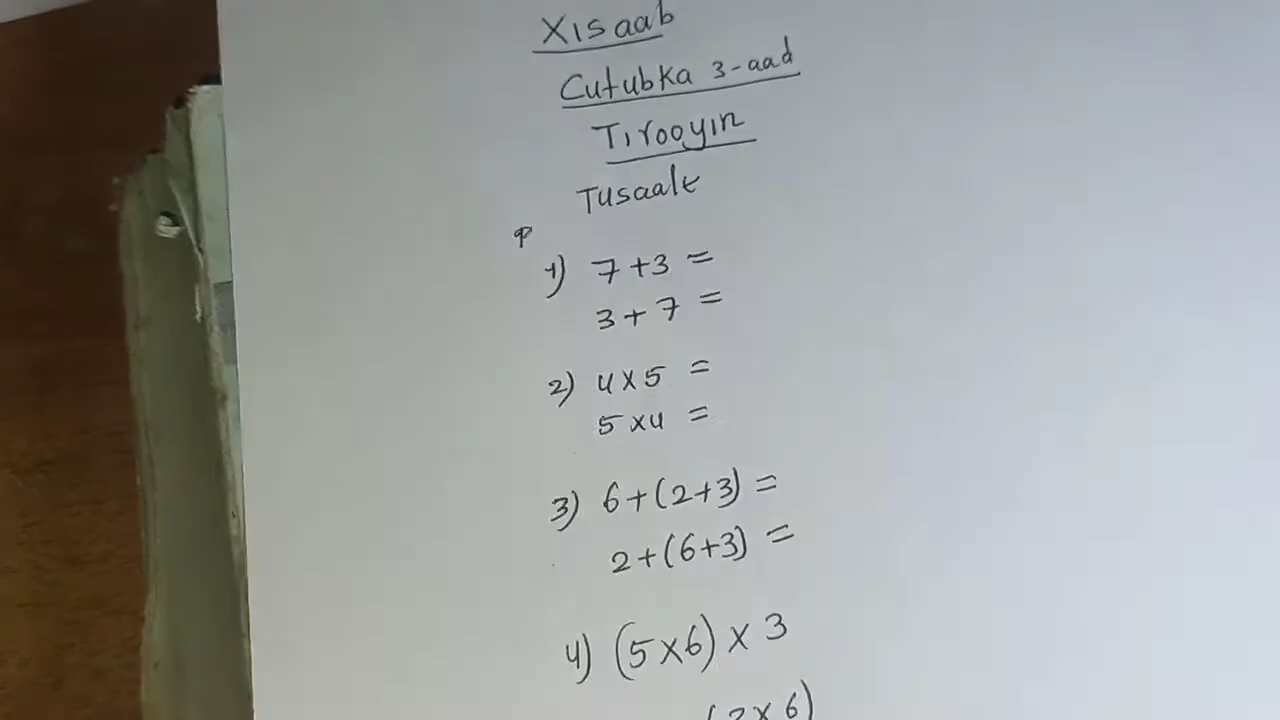 Xisaab
Cutubka 3-aad
Tirooyin
Tusaale
1) 7+3 =
3+7 =
2) 4x5 =
5x4 =
3) 6+(2+3) =
2+(6+3) =
4) (5x6) x 3
x6)